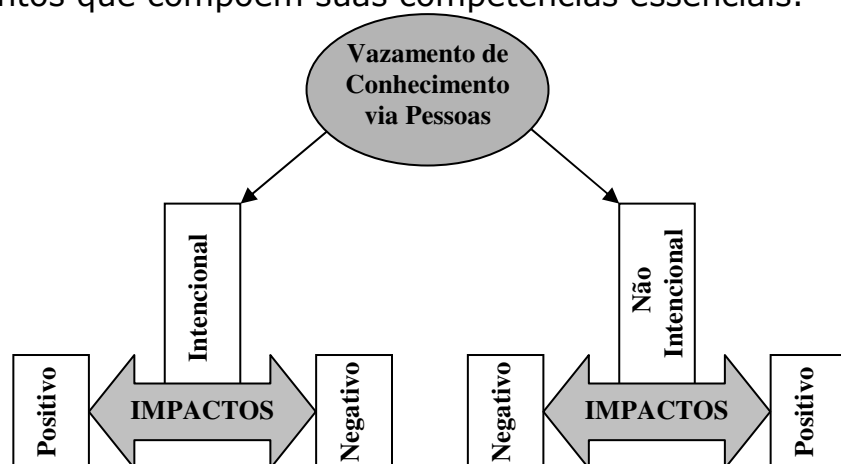 ntos que compõem suas competências essenciais.
Vazamento de
Conhecimento
via Pessoas
Intencional
Não
Intencional
Positivo
IMPACTOS
Negativo
Negativo
IMPACTOS
Positivo